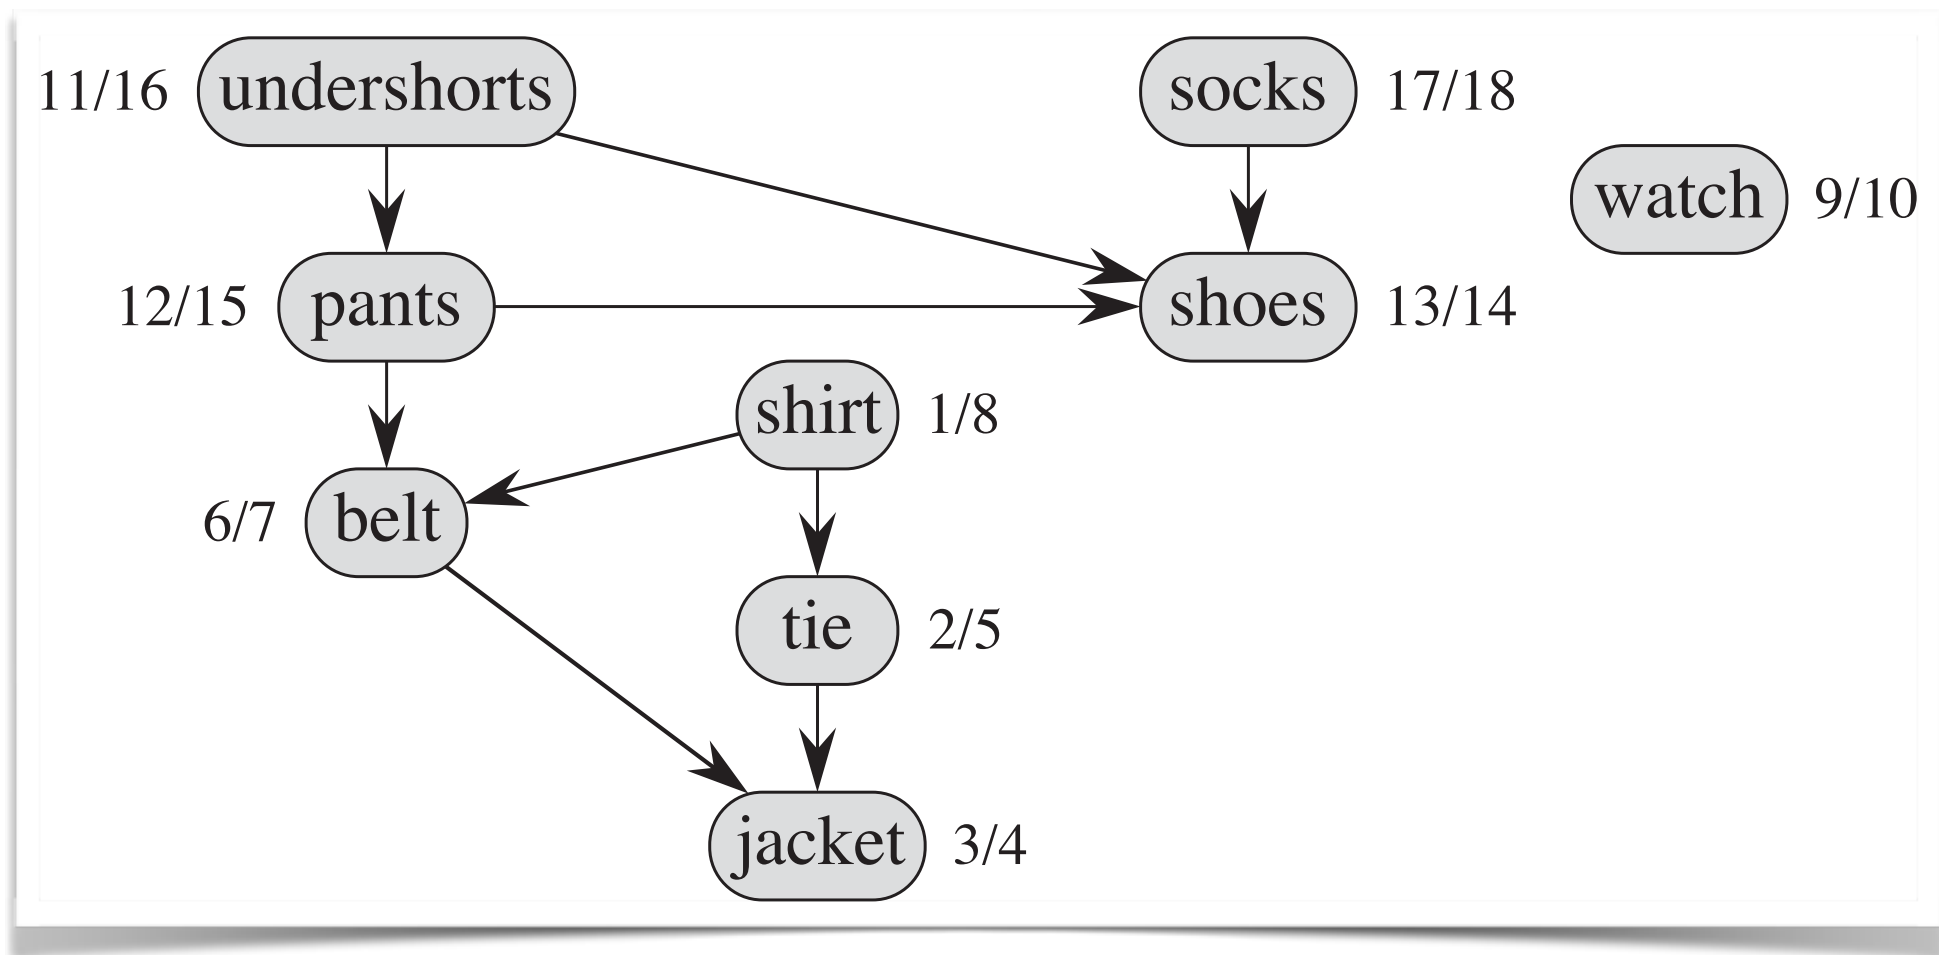 11/16 undershorts socks 17/18
watch 9/10
12/15 pants shoes 13/14
shirt 1/8
6/7 belt
tie 2/5
jacket 3/4